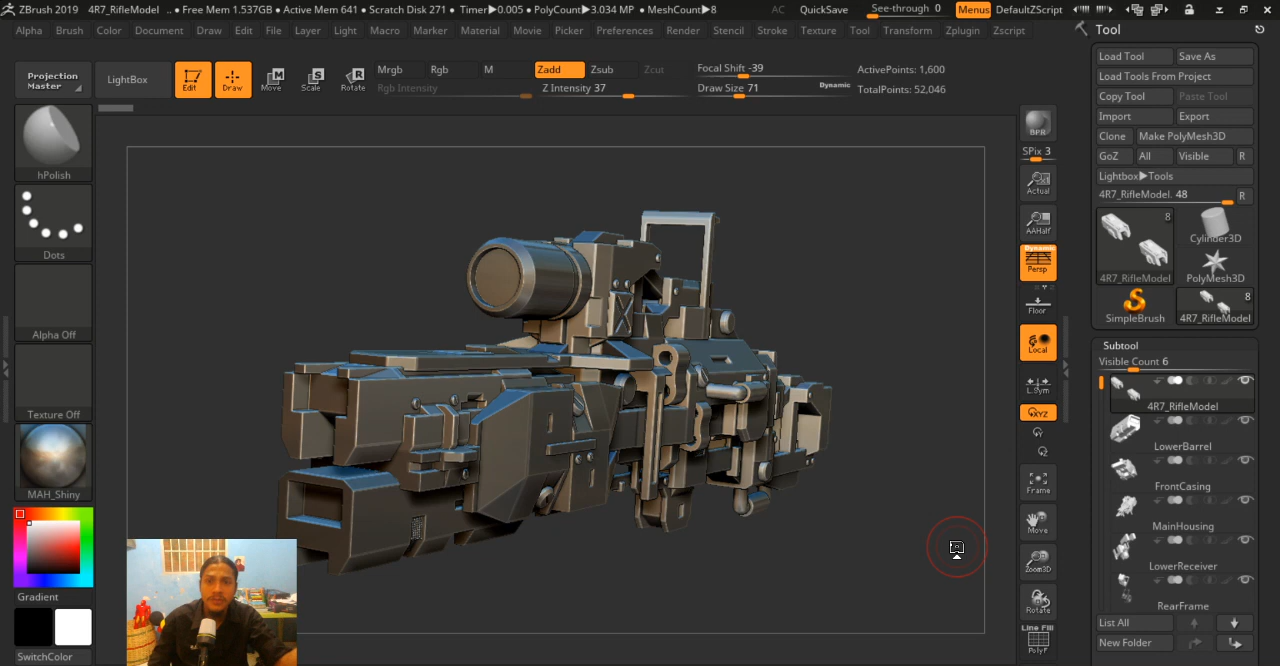 ZBrush 2019 4R7_RifleModel .. • Free Mem 1.537GB • Active Mem 641 • Scratch Disk 271 • Timer▶0.005 • PolyCount▶3.034 MP • MeshCount▶8 AC QuickSave See-through 0 Menus DefaultZScript
Alpha Brush Color Document Draw Edit File Layer Light Macro Marker Material Movie Picker Preferences Render Stencil Stroke Texture Tool Transform Zplugin Zscript
Projection Master
LightBox
Edit
Draw
Move
Scale
Rotate
Mrgb Rgb M
Rgb Intensity
Zadd Zsub Zcut
Z Intensity 37
Focal Shift -39
Draw Size 71 Dynamic
ActivePoints: 1,600
TotalPoints: 52,046
hPolish
Dots
Alpha Off
Texture Off
MAH_Shiny
Gradient
SwitchColor
BPR
SPix 3
Actual
AAHalf
Dynamic
Persp
Floor
Local
L.Sym
XYZ
Frame
Move
Zoom3D
Rotate
Line Fill
PolyF
Tool
Load Tool Save As
Load Tools From Project
Copy Tool Paste Tool
Import Export
Clone Make PolyMesh3D
GoZ All Visible R
Lightbox▶Tools
4R7_RifleModel. 48 R
8
4R7_RifleModel
Cylinder3D
PolyMesh3D
SimpleBrush
8
4R7_RifleModel
Subtool
Visible Count 6
4R7_RifleModel
LowerBarrel
FrontCasing
MainHousing
LowerReceiver
RearFrame
List All
New Folder